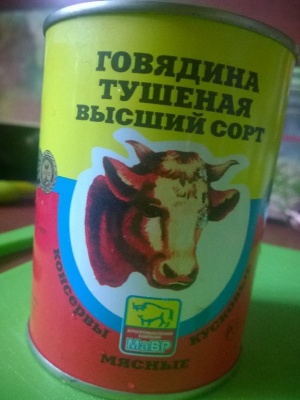 ГОВЯДИНА
ТУШЕНАЯ
ВЫСШИЙ СОРТ
МаВР
КОНСЕРВЫ
МЯСНЫЕ